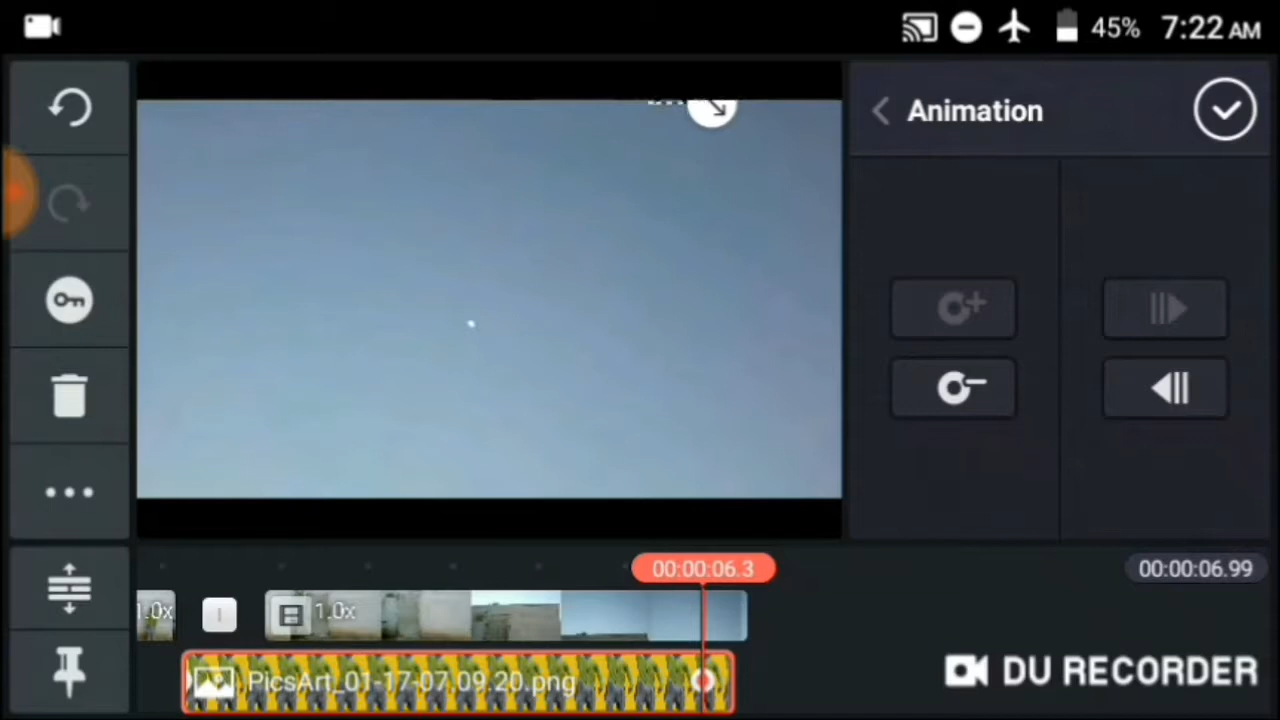 45% 7:22 AM
Animation
00:00:06.3
00:00:06.99
1.0x
1.0x
PicsArt_01-17-07.09.20.png
DU RECORDER